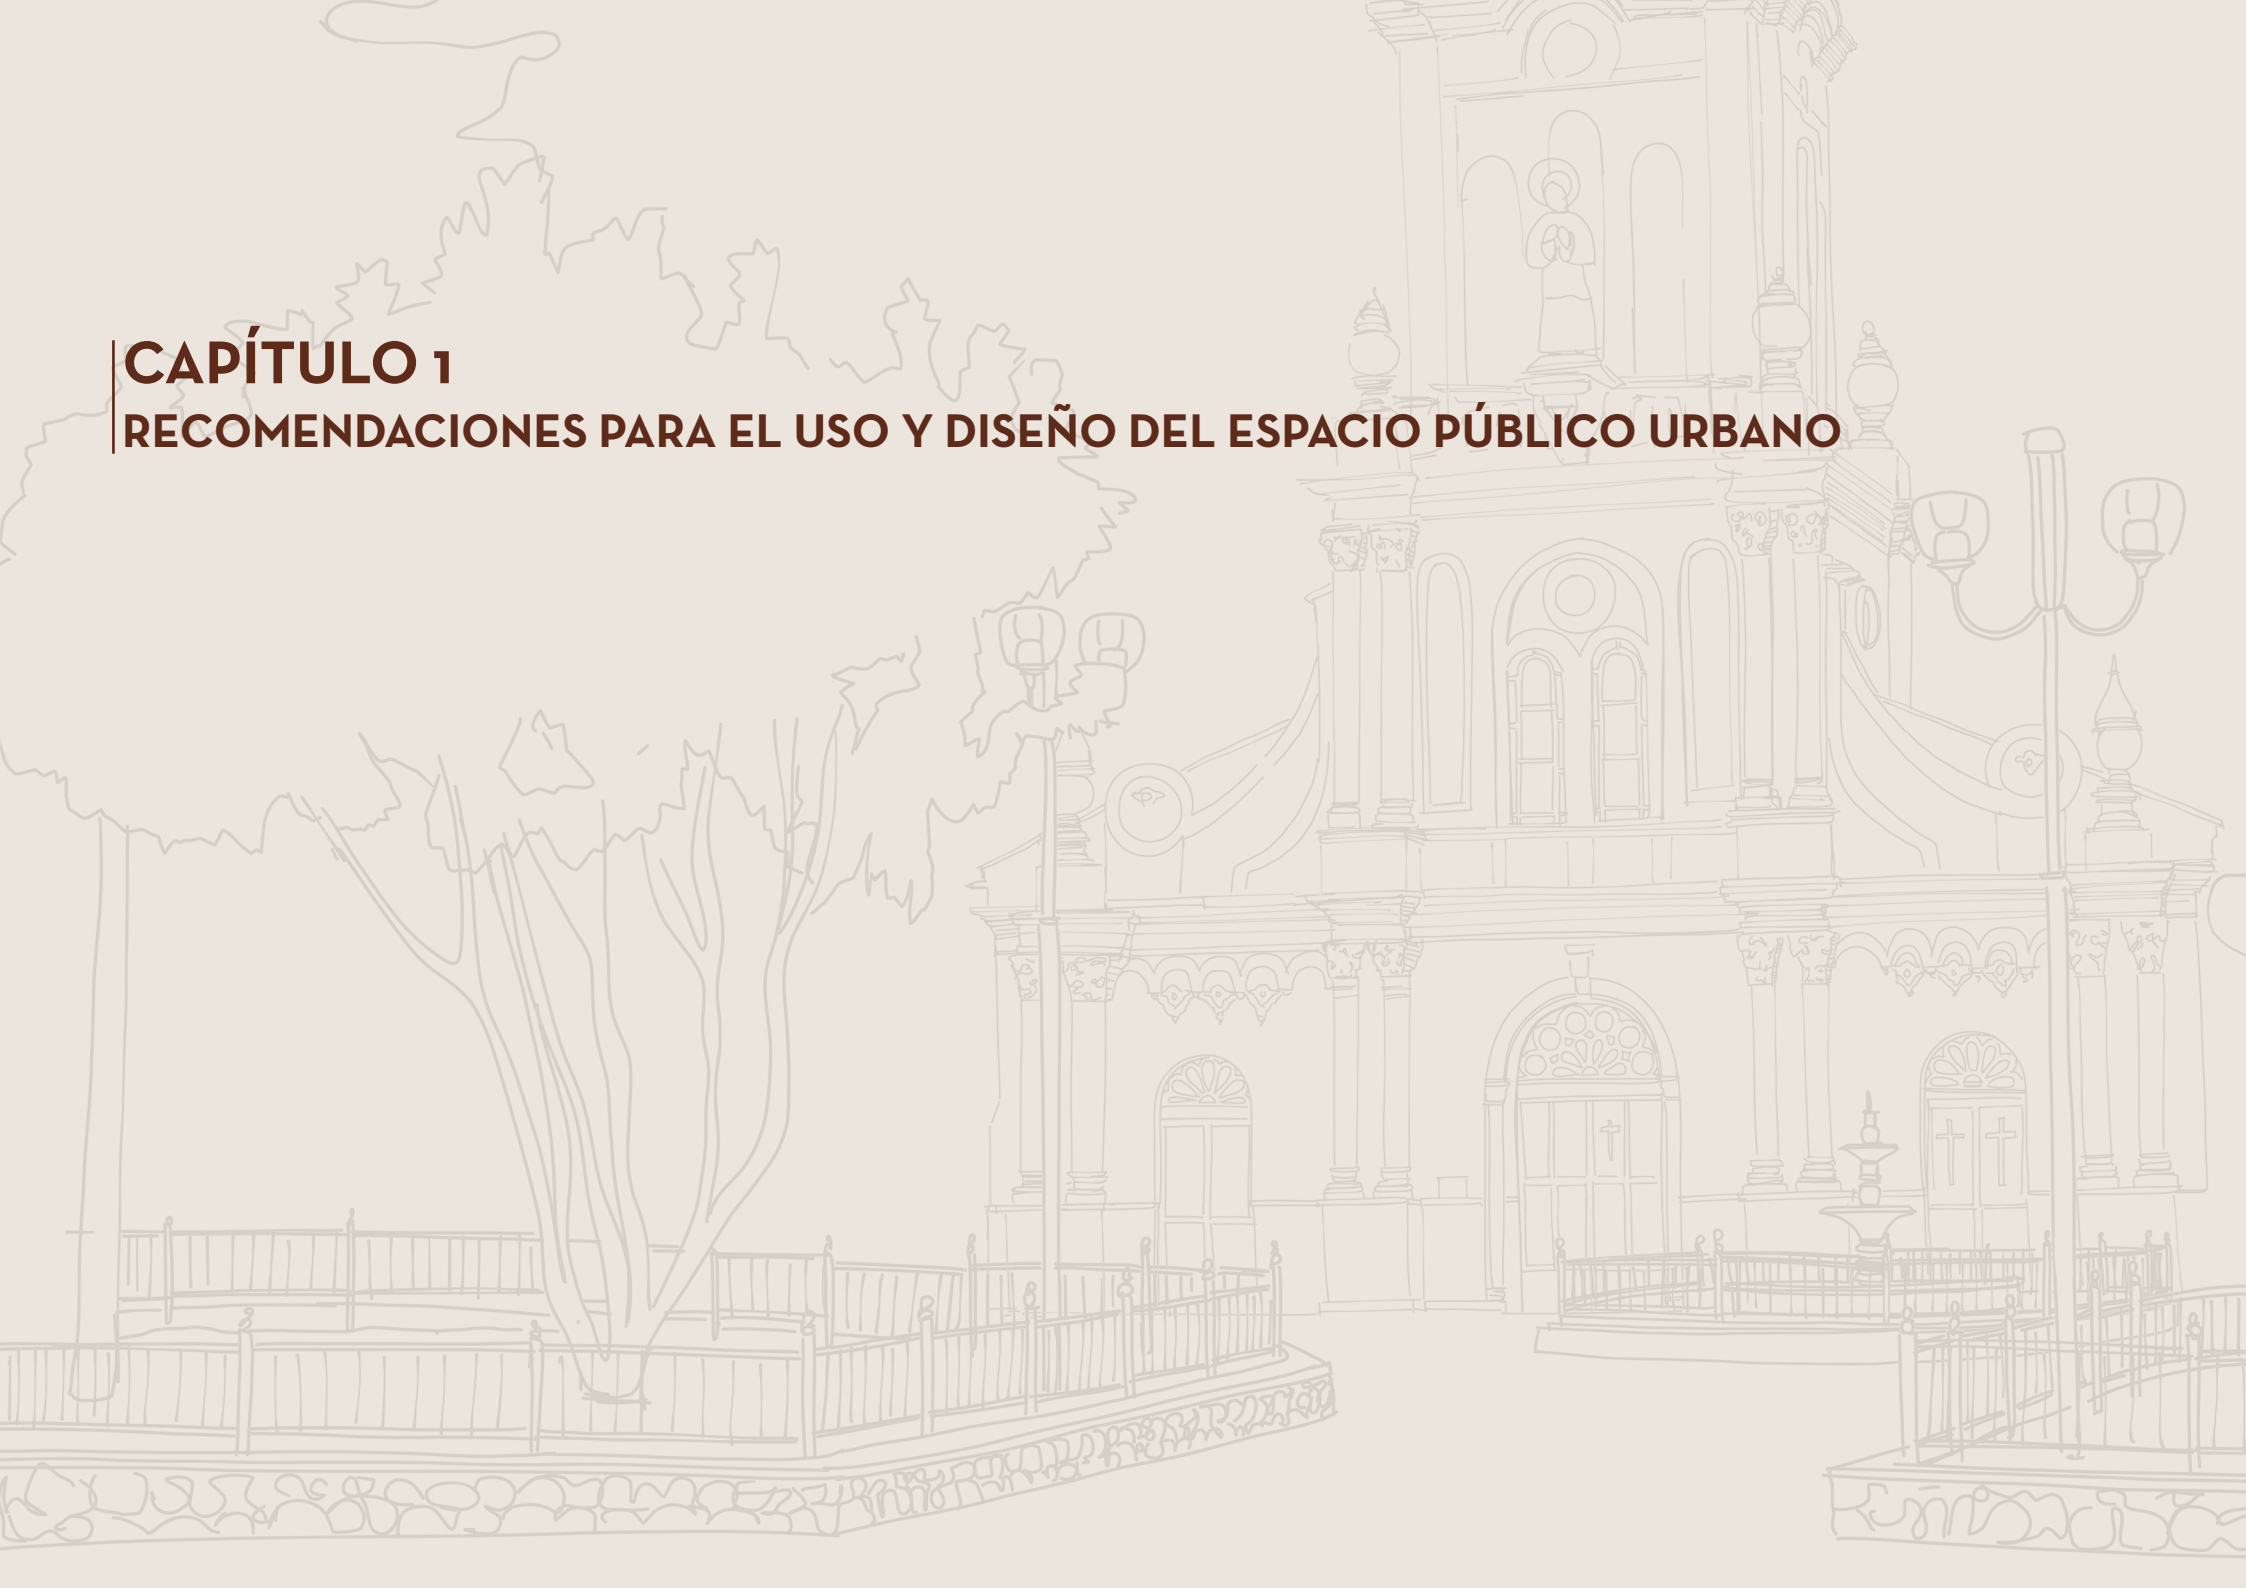 CAPÍTULO 1
RECOMENDACIONES PARA EL USO Y DISEÑO DEL ESPACIO PÚBLICO URBANO